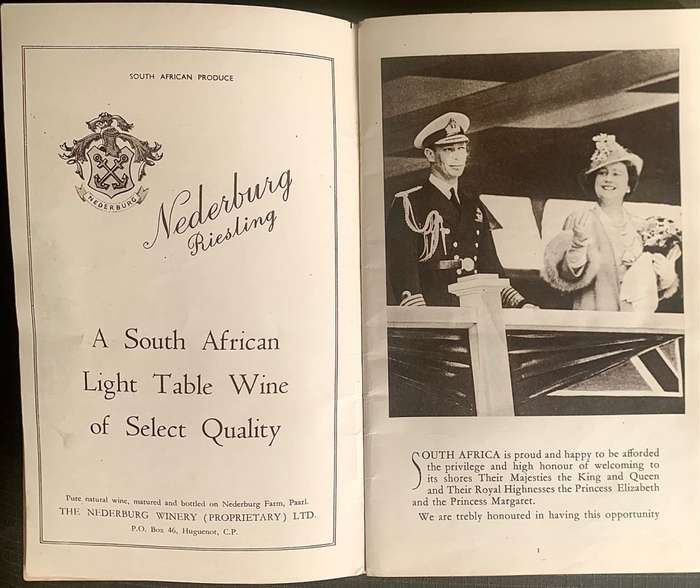 SOUTH AFRICAN PRODUCE
NEDERBURG
Nederburg
Riesling
A South African
Light Table Wine
of Select Quality
Pure natural wine, matured and bottled on Nederburg Farm, Paarl.
THE NEDERBURG WINERY (PROPRIETARY) LTD.
P.O. Box 46, Huguenot, C.P.
SOUTH AFRICA is proud and happy to be afforded
the privilege and high honour of welcoming to
its shores Their Majesties the King and Queen
and Their Royal Highnesses the Princess Elizabeth
and the Princess Margaret.
We are trebly honoured in having this opportunity
1